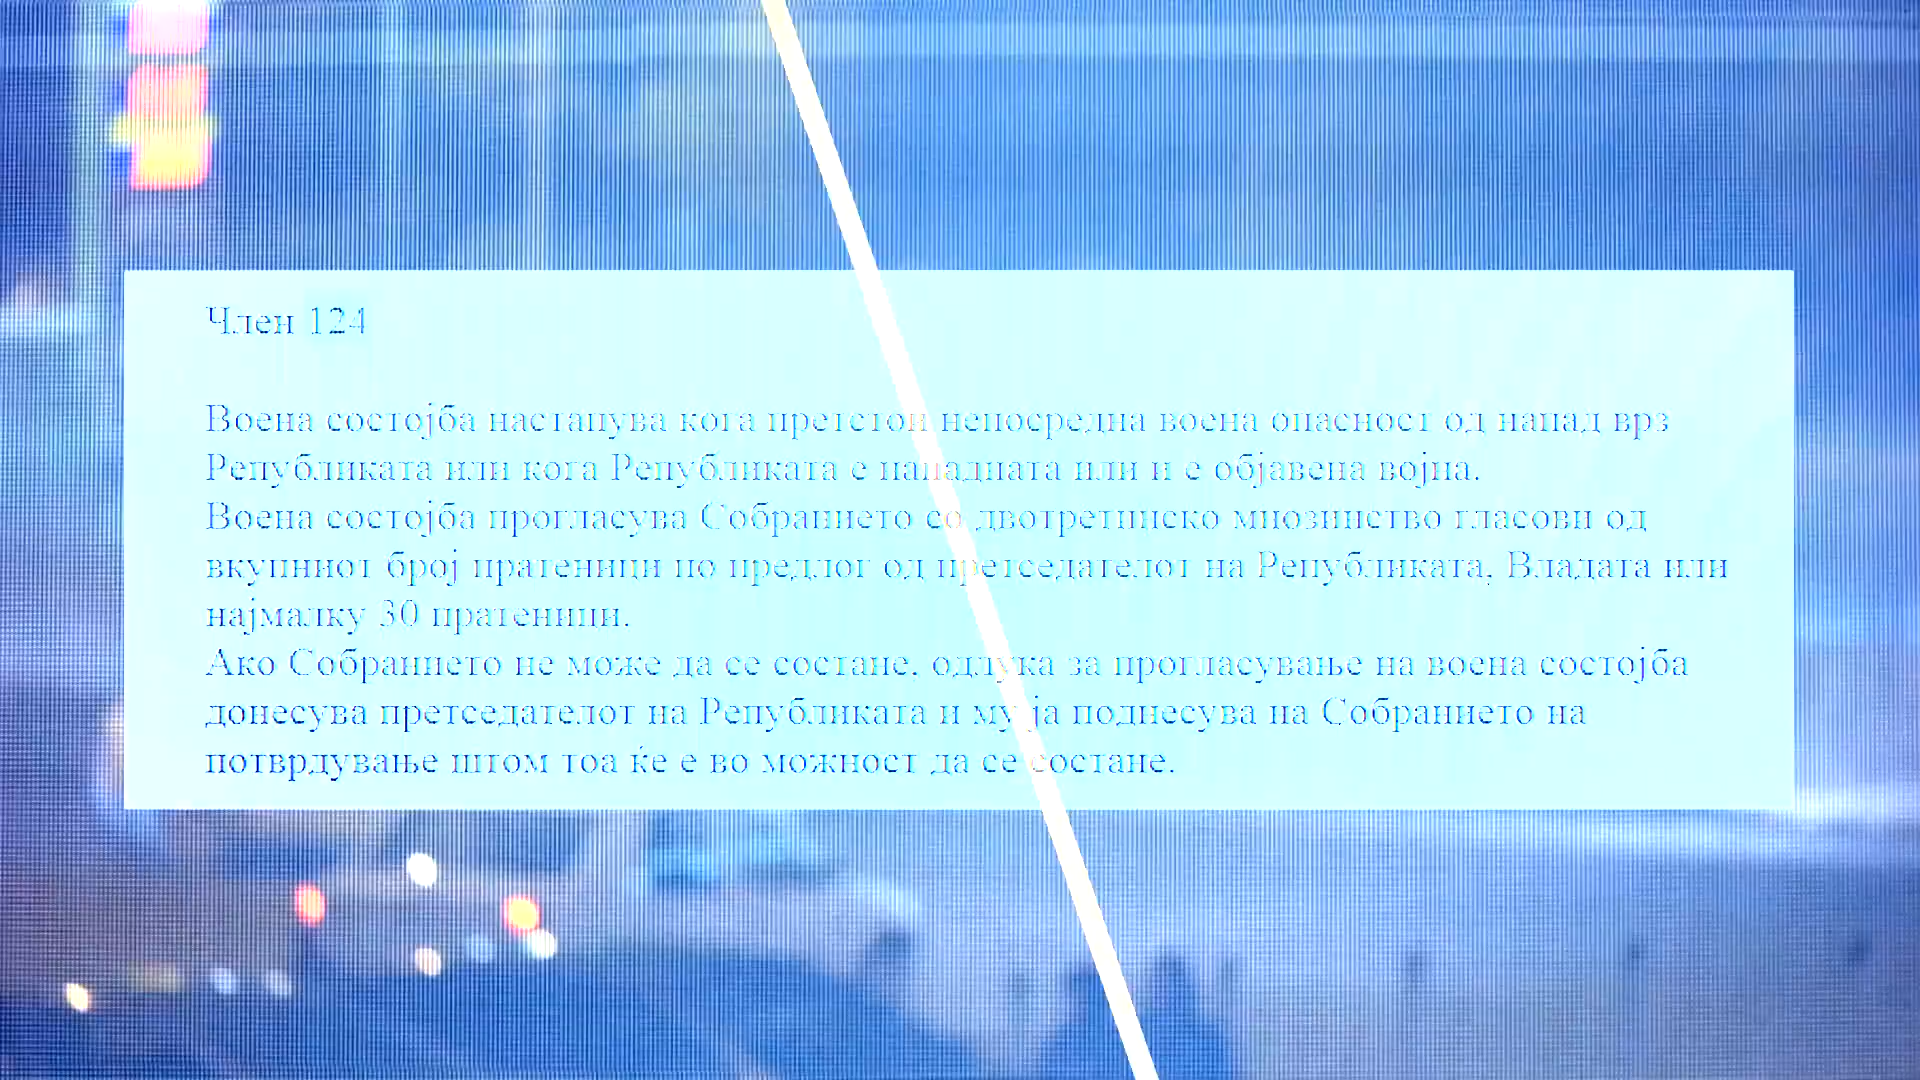 Член 124
Воена состојба настанува кога претстои непосредна воена опасност од напад врз
Републиката или кога Републиката е нападната или и е објавена војна.
Воена состојба прогласува Собранието со двотретинско мнозинство гласови од
вкупниот број пратеници по предлог од претседателот на Републиката, Владата или
најмалку 30 пратеници.
Ако Собранието не може да се состане, одлука за прогласување на воена состојба
донесува претседателот на Републиката и му ја поднесува на Собранието на
потврдување штом тоа ќе е во можност да се состане.